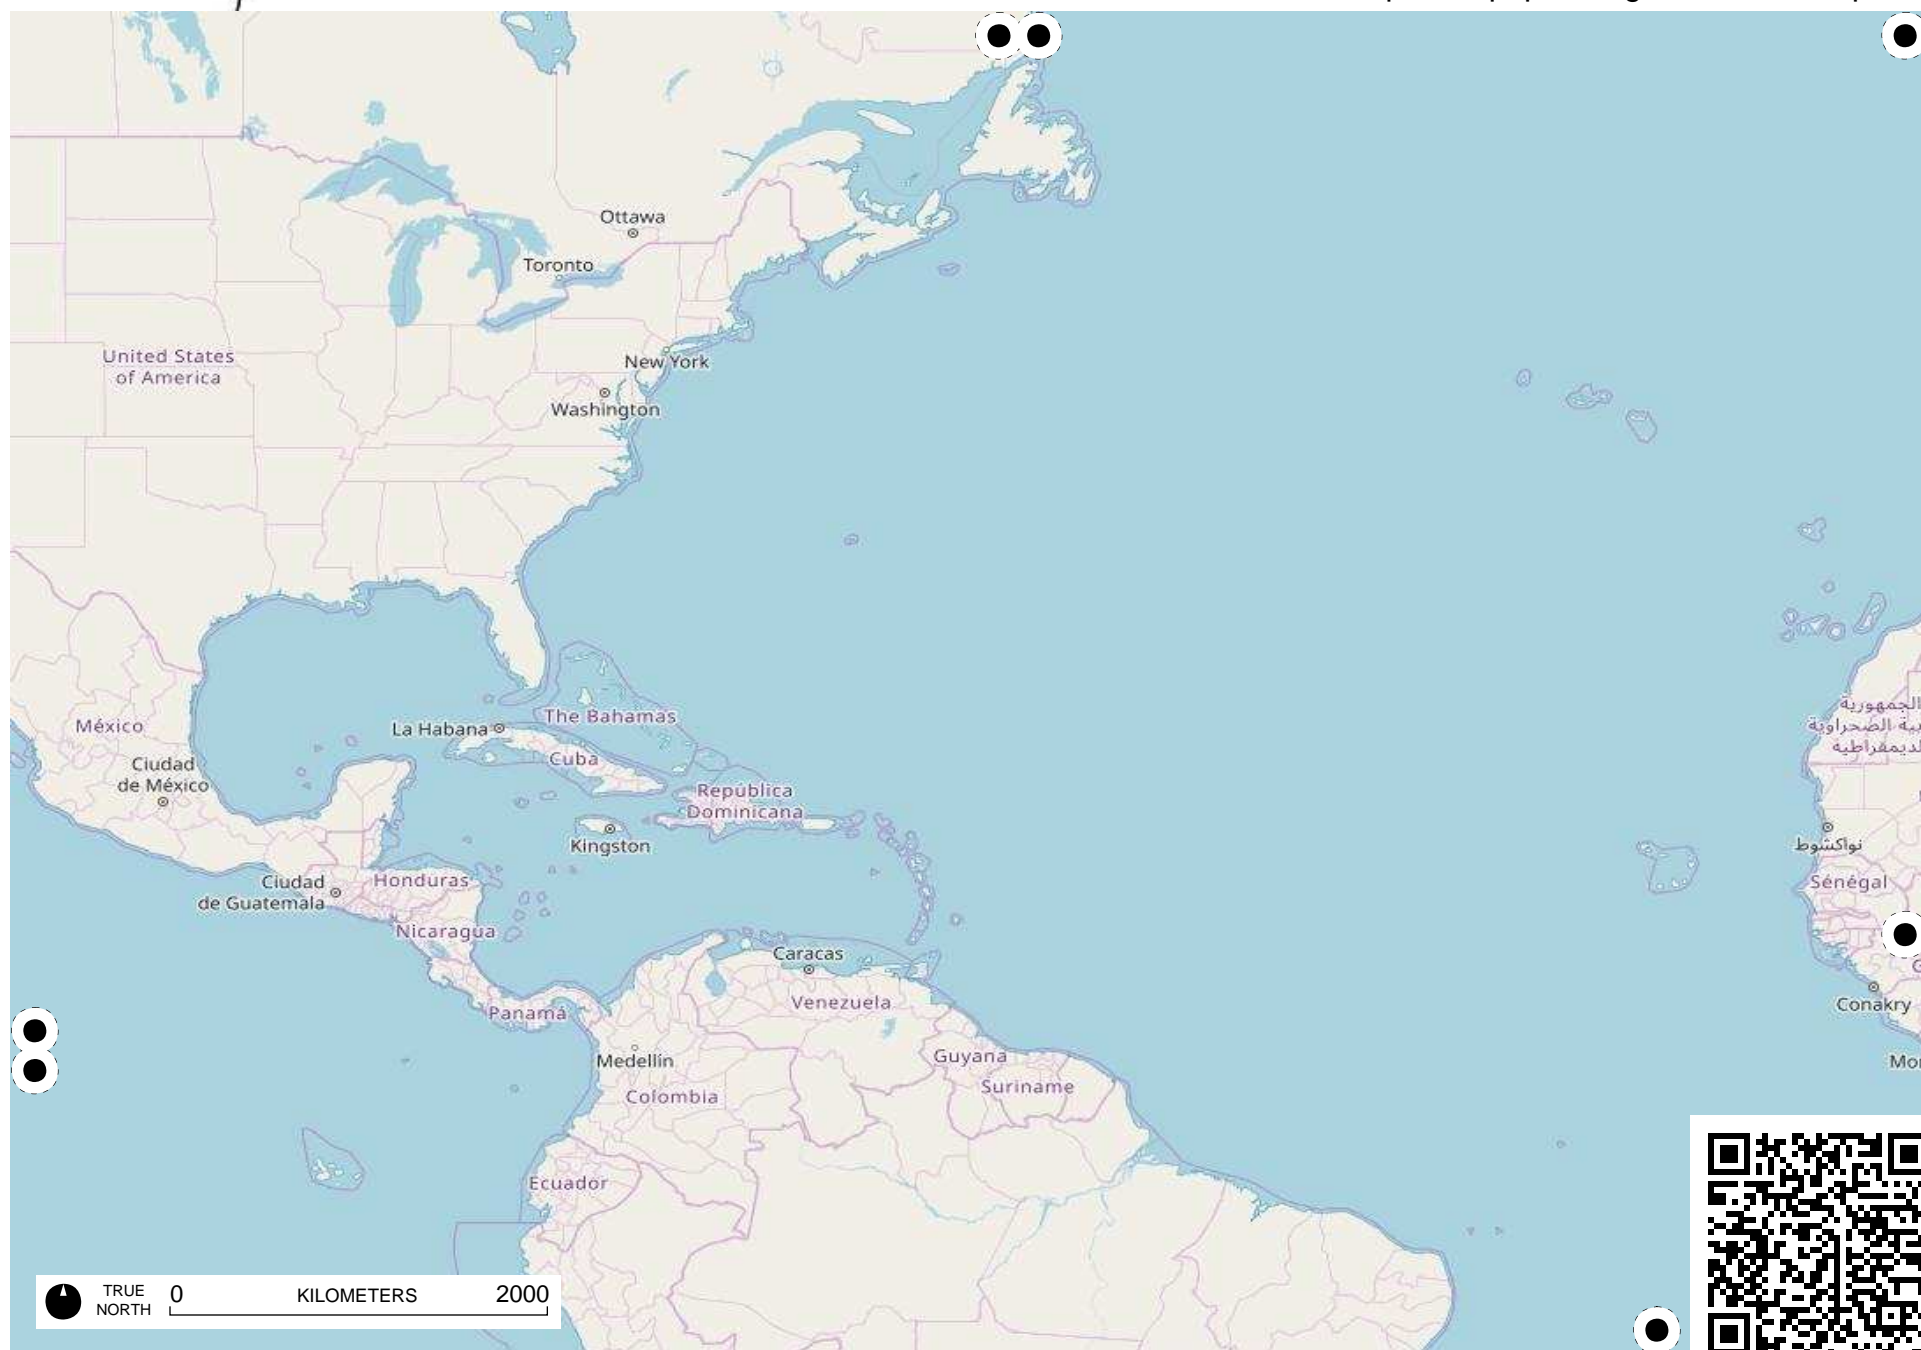 Ottawa
Toronto
United States
of America
New York
Washington
الجمهورية
الديمقراطية
México
La Habana
The Bahamas
Ciudad
de México
Cuba
República
Dominicana
Kingston
نواكشوط
Ciudad
de Guatemala
Honduras
Sénégal
Nicaragua
Caracas
Venezuela
Conakry
Panamá
Medellín
Guyana
Suriname
Colombia
Ecuador
TRUE
NORTH
0 KILOMETERS 2000